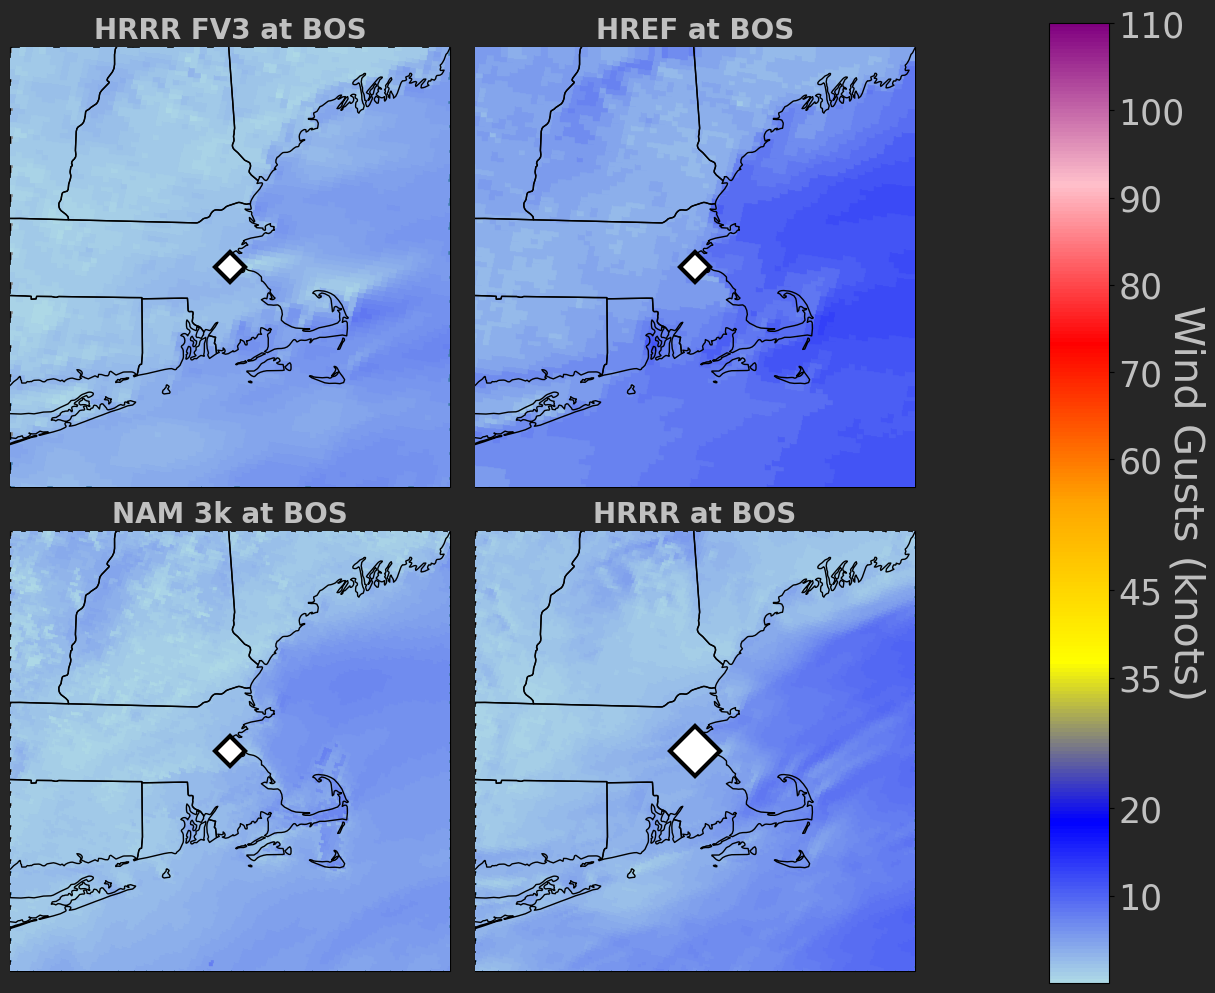 HRRR FV3 at BOS
HREF at BOS
NAM 3k at BOS
HRRR at BOS
110
100
90
80
70
60
45
35
20
10
Wind Gusts (knots)